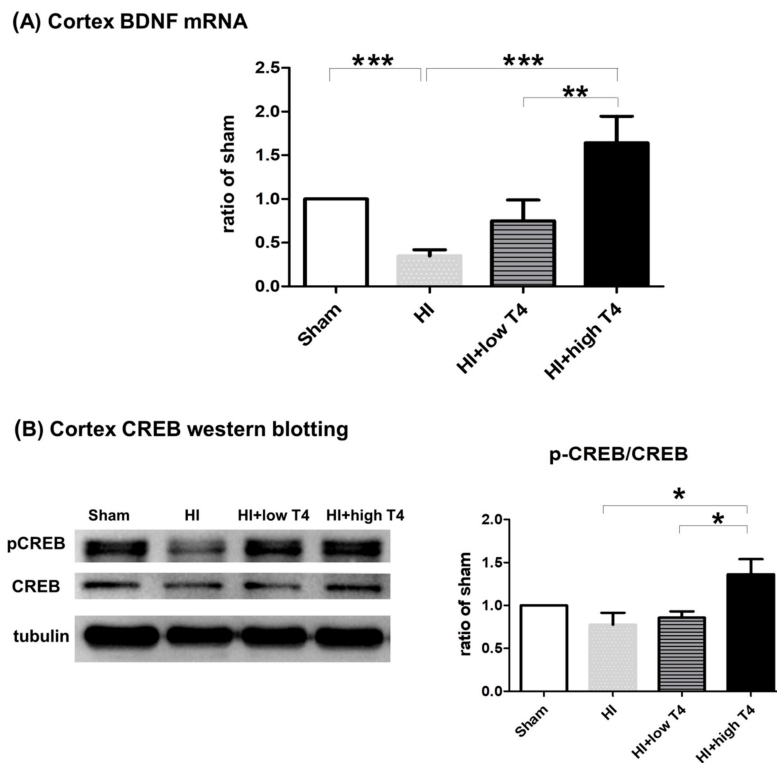 (A) Cortex BDNF mRNA
*** ***
**
ratio of sham
2.5
2.0
1.5
1.0
0.5
0.0
Sham
HI
HI+low T4
HI+high T4
(B) Cortex CREB western blotting
Sham HI HI+low T4 HI+high T4
pCREB
CREB
tubulin
p-CREB/CREB
*
*
ratio of sham
2.0
1.5
1.0
0.5
0.0
Sham
HI
HI+low T4
HI+high T4